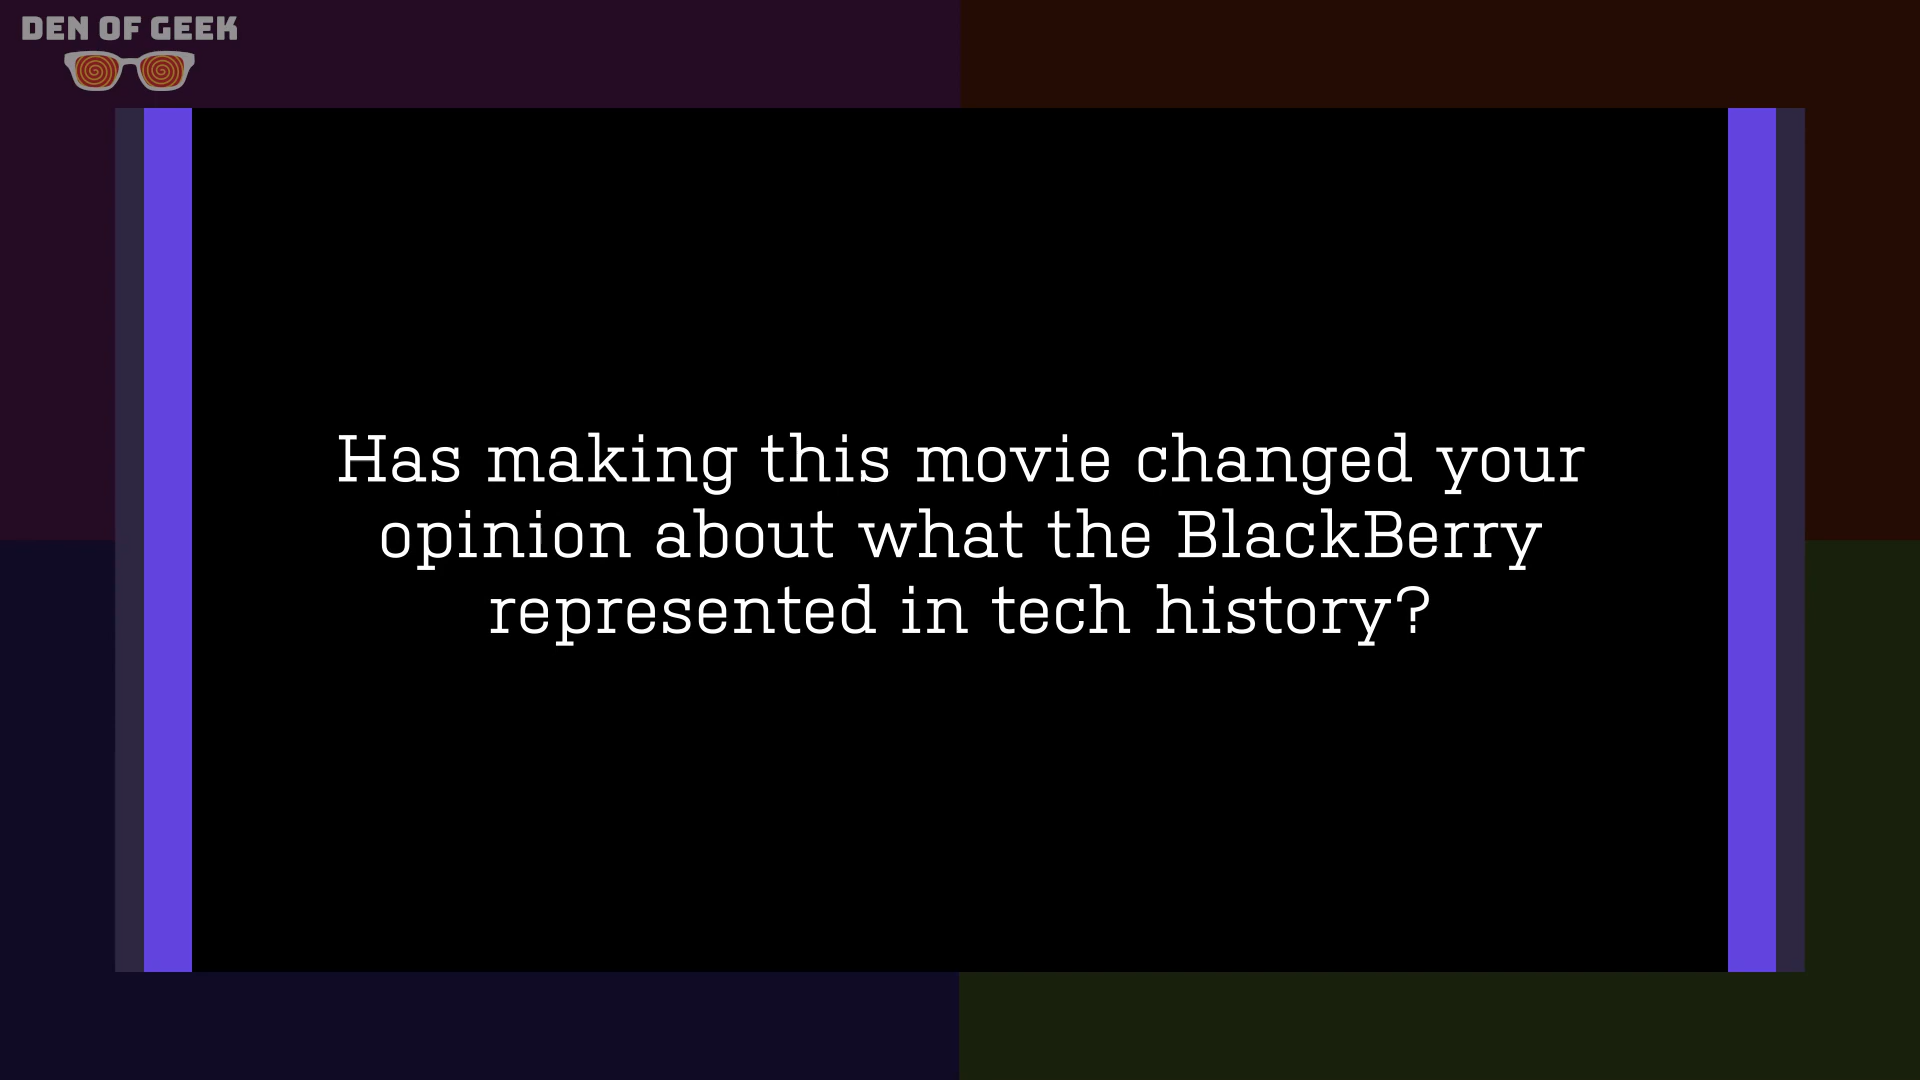 DEN OF GEEK
Has making this movie changed your
opinion about what the BlackBerry
represented in tech history?